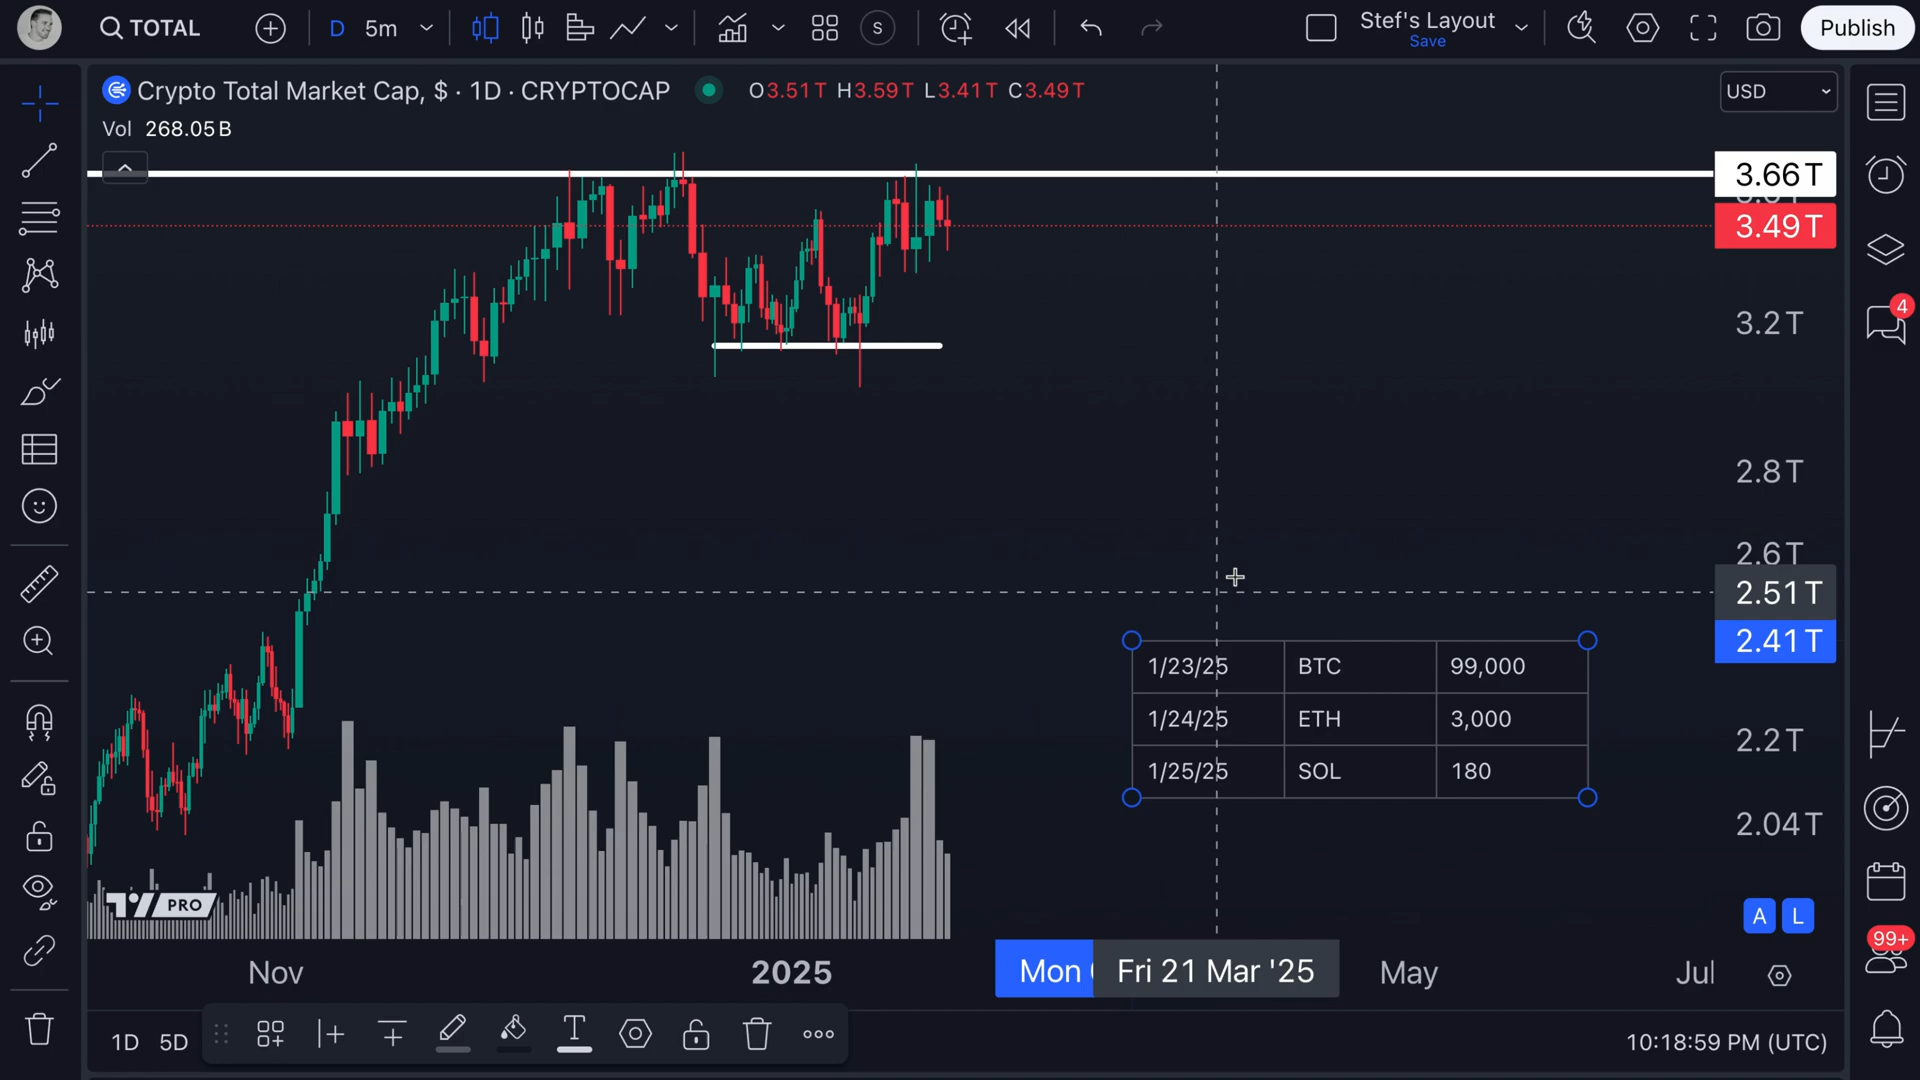 TOTAL
D
5m
S
Stef's Layout
Save
Publish
Crypto Total Market Cap, $ · 1D · CRYPTOCAP
O3.51T H3.59T L3.41T C3.49T
USD
Vol 268.05B
3.66T
3.49T
4
3.2T
2.8T
2.6T
2.51T
2.41T
1/23/25 BTC 99,000
1/24/25 ETH 3,000
1/25/25 SOL 180
2.2T
2.04T
PRO
A L
99+
Nov 2025 Mon Fri 21 Mar '25 May Jul
1D 5D
10:18:59 PM (UTC)